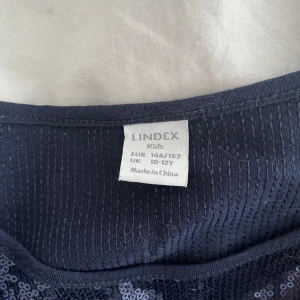 LINDEX
Kids
EUR 146/152
UK 10-12Y
Made in China